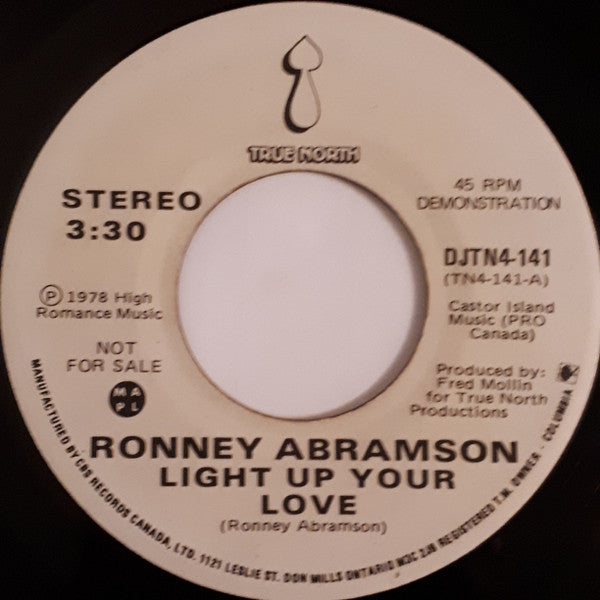 TRUE NORTH
STEREO
3:30
45 RPM
DEMONSTRATION
DJTN4-141
(TN4-141-A)
Ⓟ 1978 High
Romance Music
Castor Island
Music (PRO
Canada)
NOT
FOR SALE
Produced by:
Fred Mollin
for True North
Productions
M A
P L
RONNEY ABRAMSON
LIGHT UP YOUR
LOVE
(Ronney Abramson)
MANUFACTURED BY CBS RECORDS CANADA, LTD. 1121 LESLIE ST. DON MILLS ONTARIO M3C 2J9 REGISTERED T.M. OWNER - COLUMBIA